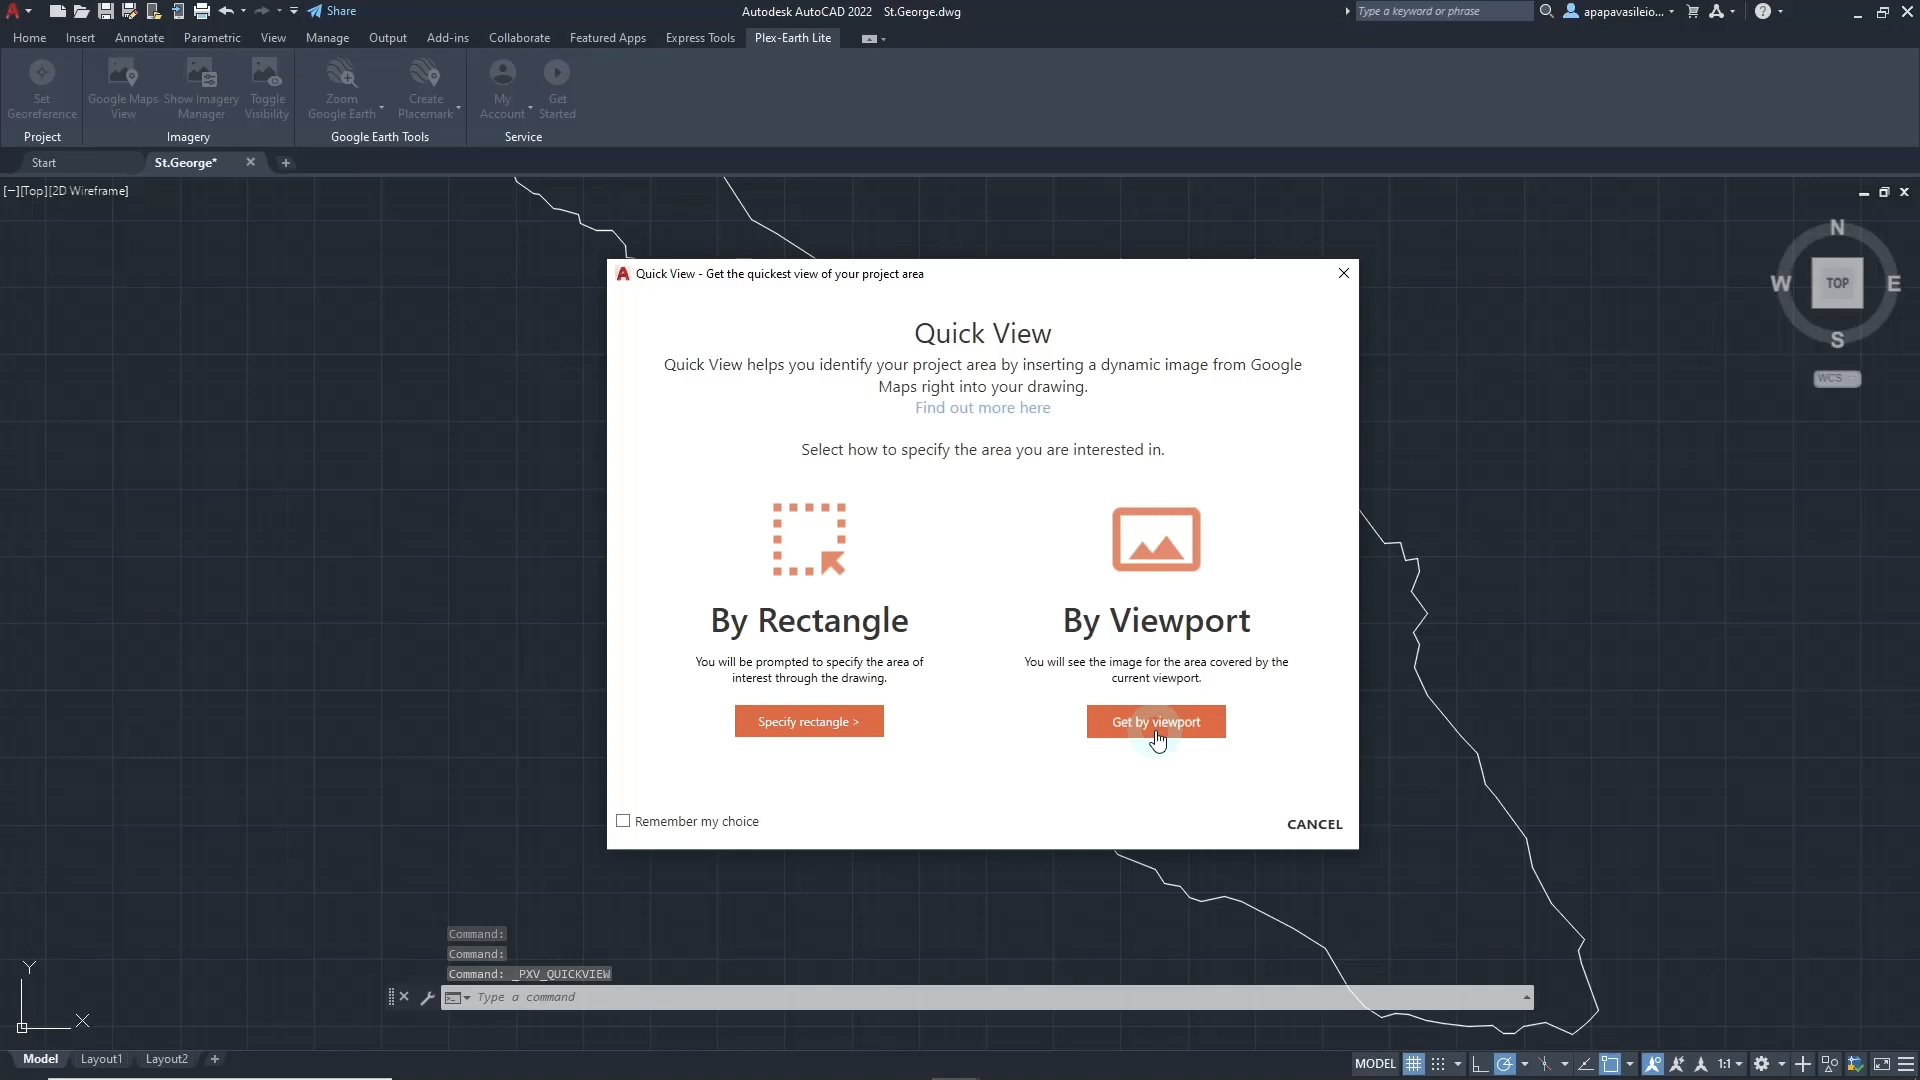 Share
Autodesk AutoCAD 2022 St.George.dwg
Type a keyword or phrase
apapavasileio...
Home Insert Annotate Parametric View Manage Output Add-ins Collaborate Featured Apps Express Tools Plex-Earth Lite
Set Georeference
Google Maps View
Show Imagery Manager
Toggle Visibility
Zoom Google Earth
Create Placemark
My Account
Get Started
Project Imagery Google Earth Tools Service
Start St.George*
[−][Top][2D Wireframe]
N
W TOP E
S
WCS
Quick View - Get the quickest view of your project area
Quick View
Quick View helps you identify your project area by inserting a dynamic image from Google
Maps right into your drawing.
Find out more here
Select how to specify the area you are interested in.
By Rectangle
You will be prompted to specify the area of
interest through the drawing.
Specify rectangle >
By Viewport
You will see the image for the area covered by the
current viewport.
Get by viewport
Remember my choice
CANCEL
Command:
Command:
Command: _PXV_QUICKVIEW
Type a command
Y
X
Model Layout1 Layout2
MODEL 1:1